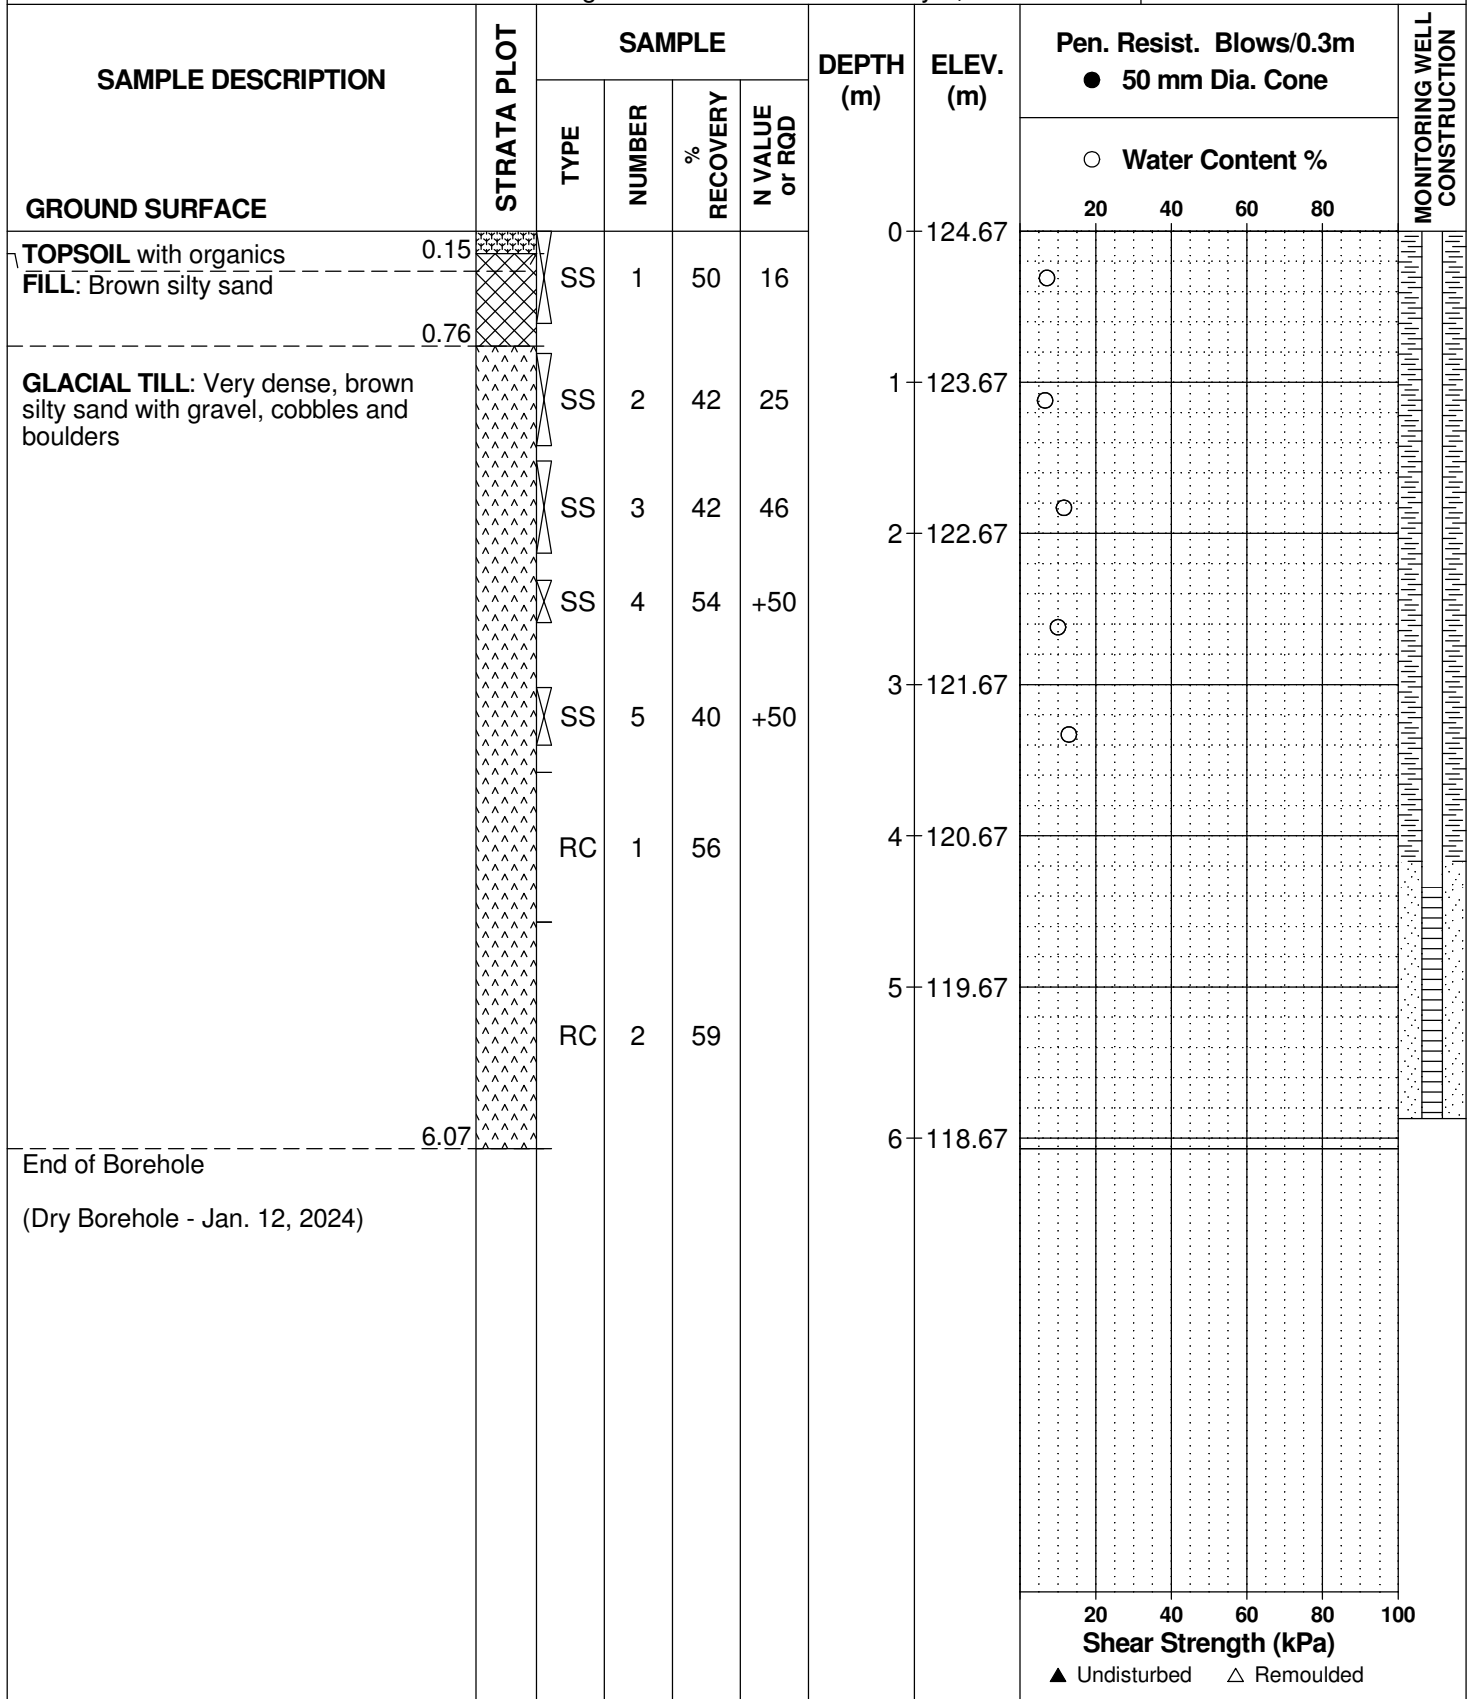 SAMPLE DESCRIPTION
GROUND SURFACE
STRATA PLOT
SAMPLE
TYPE
NUMBER
%
RECOVERY
N VALUE
or RQD
DEPTH
(m)
ELEV.
(m)
Pen. Resist. Blows/0.3m
● 50 mm Dia. Cone
○ Water Content %
20 40 60 80
MONITORING WELL
CONSTRUCTION
0 124.67
TOPSOIL with organics 0.15
FILL: Brown silty sand
SS 1 50 16
0.76
GLACIAL TILL: Very dense, brown
silty sand with gravel, cobbles and
boulders
1 123.67
SS 2 42 25
SS 3 42 46
2 122.67
SS 4 54 +50
3 121.67
SS 5 40 +50
4 120.67
RC 1 56
5 119.67
RC 2 59
6.07
6 118.67
End of Borehole
(Dry Borehole - Jan. 12, 2024)
20 40 60 80 100
Shear Strength (kPa)
▲ Undisturbed △ Remoulded